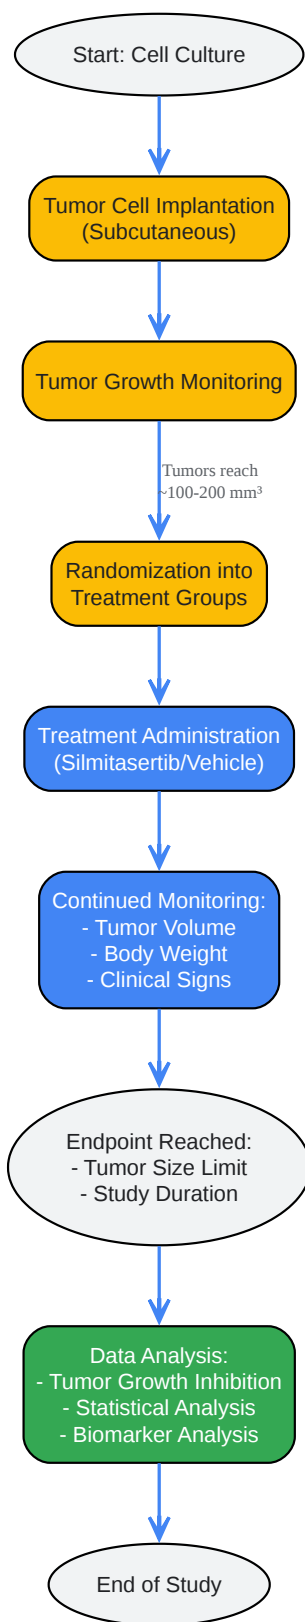 Start: Cell Culture
Tumor Cell Implantation
(Subcutaneous)
Tumor Growth Monitoring
Tumors reach
~100-200 mm³
Randomization into
Treatment Groups
Treatment Administration
(Silmitasertib/Vehicle)
Continued Monitoring:
- Tumor Volume
- Body Weight
- Clinical Signs
Endpoint Reached:
- Tumor Size Limit
- Study Duration
Data Analysis:
- Tumor Growth Inhibition
- Statistical Analysis
- Biomarker Analysis
End of Study